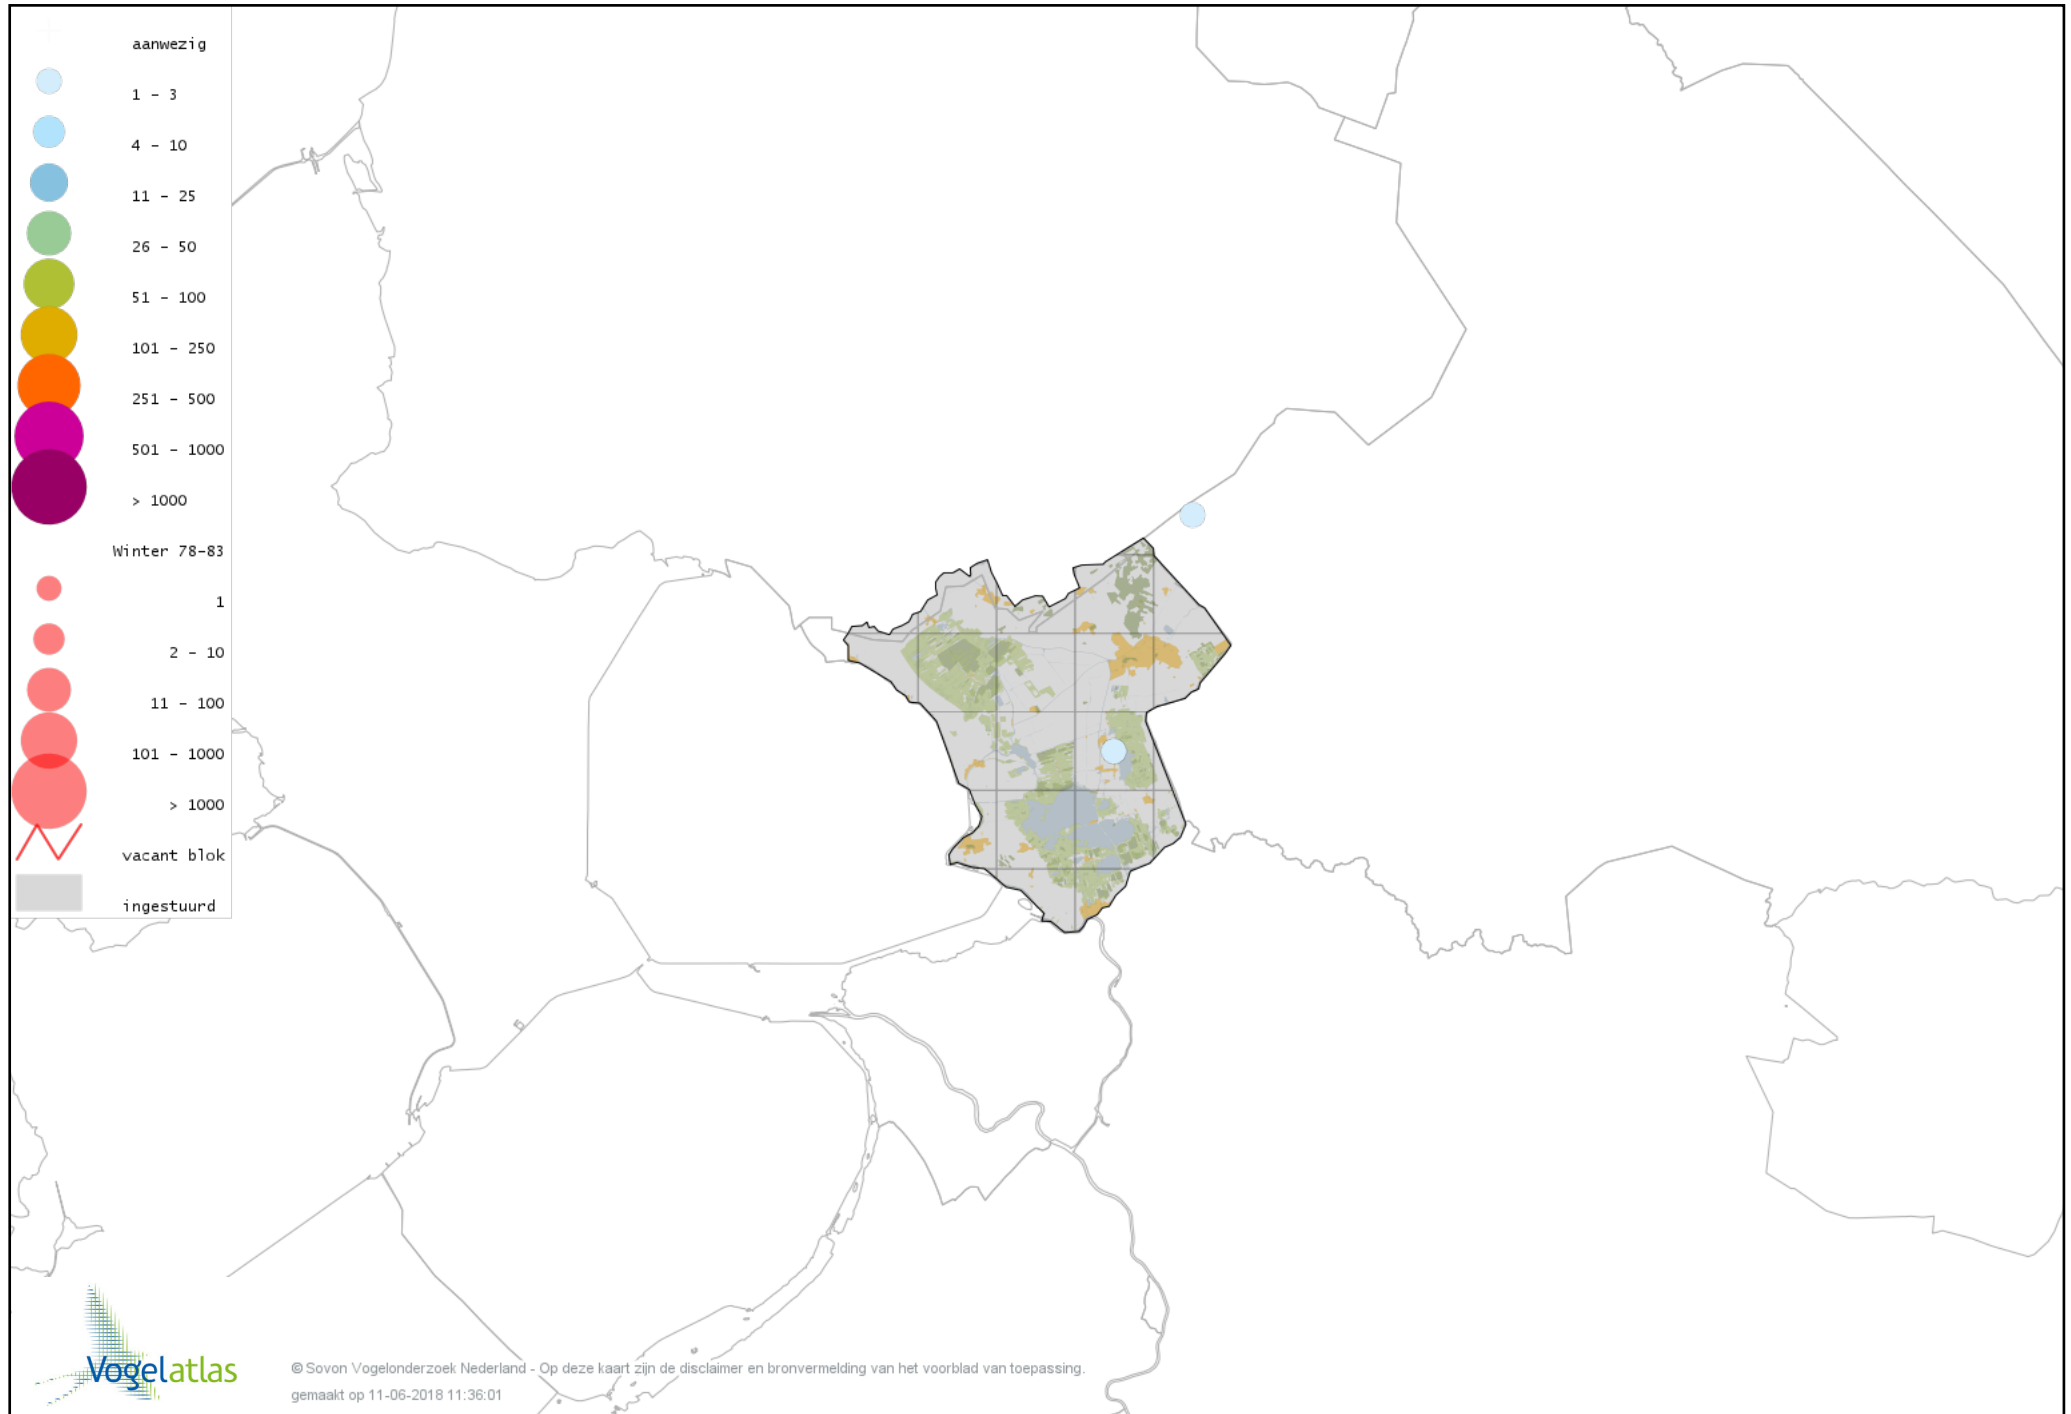 aanwezig
1 - 3
4 - 10
11 - 25
26 - 50
51 - 100
101 - 250
251 - 500
501 - 1000
> 1000
Winter 78-83
1
2 - 10
11 - 100
101 - 1000
> 1000
vacant blok
ingestuurd
Vogelatlas
© Sovon Vogelonderzoek Nederland - Op deze kaart zijn de disclaimer en bronvermelding van het voorblad van toepassing.
gemaakt op 11-06-2018 11:36:01